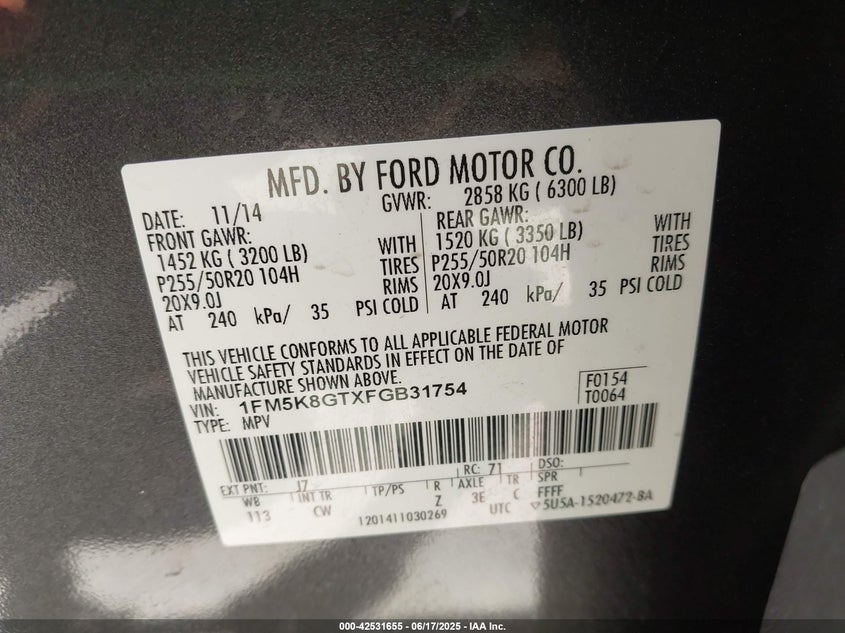 MFD. BY FORD MOTOR CO.
DATE: 11/14
GVWR: 2858 KG ( 6300 LB)
FRONT GAWR:
1452 KG ( 3200 LB) WITH
P255/50R20 104H TIRES
20X9.0J RIMS
AT 240 kPa/ 35 PSI COLD
REAR GAWR:
1520 KG ( 3350 LB) WITH
P255/50R20 104H TIRES
20X9.0J RIMS
AT 240 kPa/ 35 PSI COLD
THIS VEHICLE CONFORMS TO ALL APPLICABLE FEDERAL MOTOR
VEHICLE SAFETY STANDARDS IN EFFECT ON THE DATE OF
MANUFACTURE SHOWN ABOVE.
VIN: 1FM5K8GTXFGB31754
TYPE: MPV
F0154
T0064
EXT PNT: J7 RC: 71 DSO:
WB INT TR TP/PS R AXLE TR SPR
113 CW Z 3E C FFFF
1201411030269 UTC ▽5U5A-1520472-BA
000-42531655 - 06/17/2025 - IAA Inc.